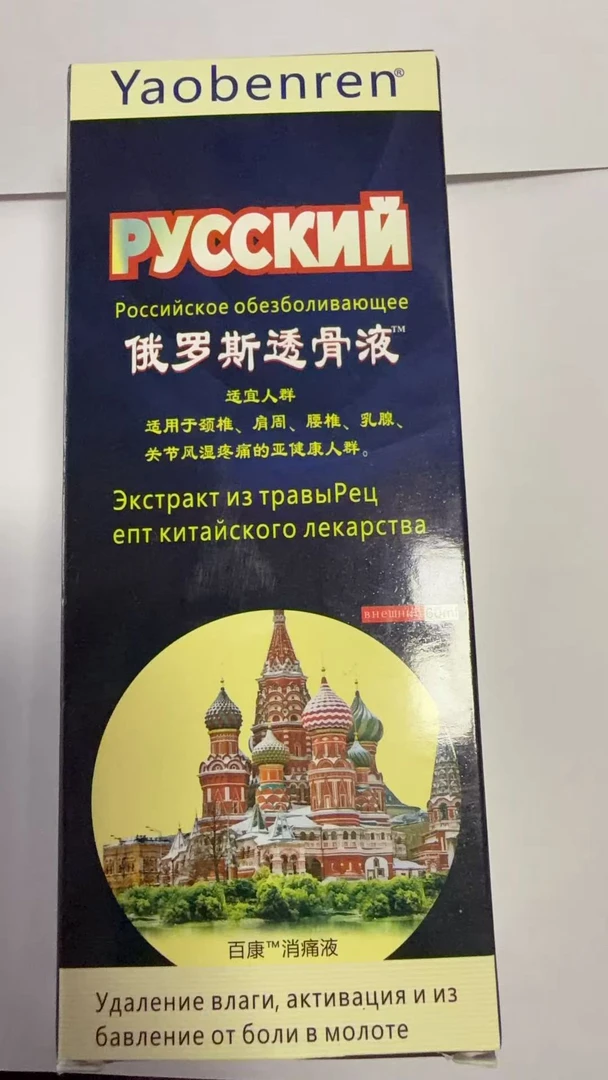 Yaobenren®
РУССКИЙ
Российское обезболивающее
俄罗斯透骨液™
适宜人群
适用于颈椎、肩周、腰椎、乳腺、
关节风湿疼痛的亚健康人群。
Экстракт из травыРец
епт китайского лекарства
внешний 60ml
百康™消痛液
Удаление влаги, активация и из
бавление от боли в молоте